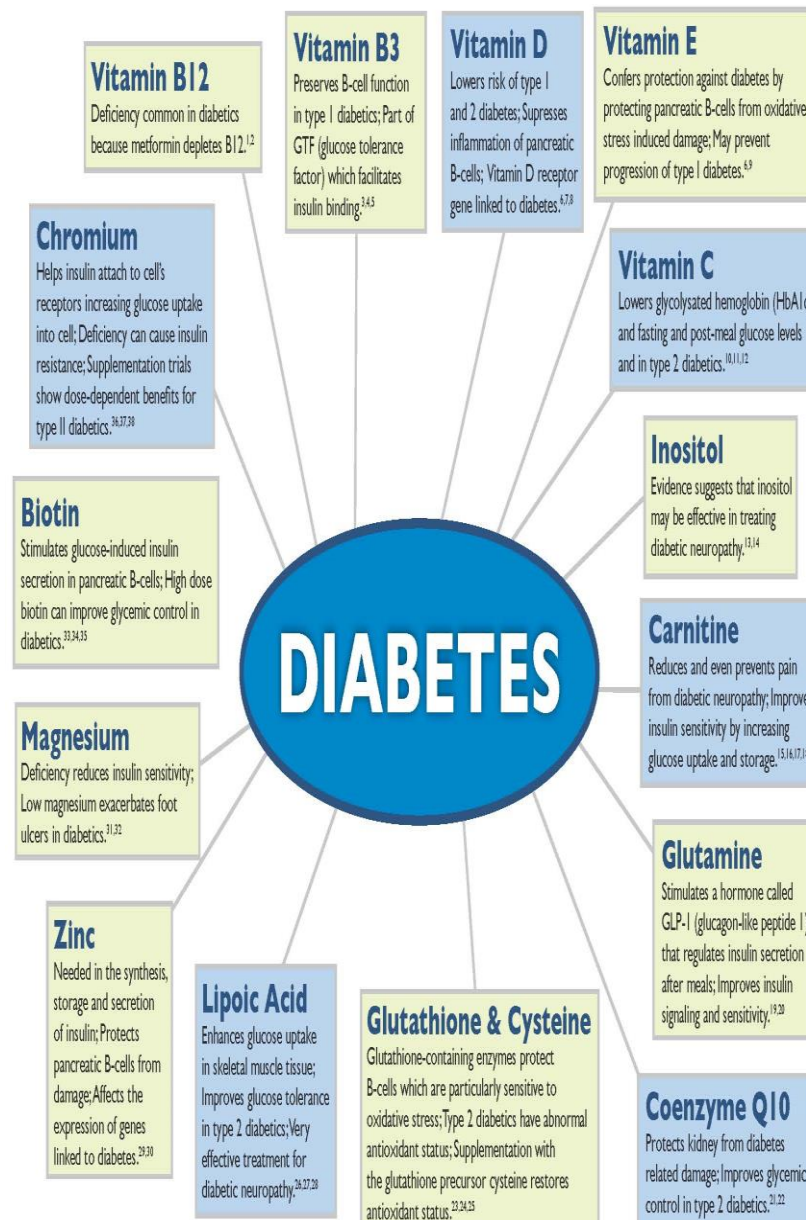 Vitamin B12
Deficiency common in diabetics
because metformin depletes B12.1,2
Vitamin B3
Preserves B-cell function
in type 1 diabetics; Part of
GTF (glucose tolerance
factor) which facilitates
insulin binding.3,4,5
Vitamin D
Lowers risk of type 1
and 2 diabetes; Supresses
inflammation of pancreatic
B-cells; Vitamin D receptor
gene linked to diabetes.6,7,8
Vitamin E
Confers protection against diabetes by
protecting pancreatic B-cells from oxidative
stress induced damage; May prevent
progression of type 1 diabetes.6,9
Chromium
Helps insulin attach to cell's
receptors increasing glucose uptake
into cell; Deficiency can cause insulin
resistance; Supplementation trials
show dose-dependent benefits for
type II diabetics.36,37,38
Vitamin C
Lowers glycolysated hemoglobin (HbA1c
and fasting and post-meal glucose levels
and in type 2 diabetics.10,11,12
Inositol
Evidence suggests that inositol
may be effective in treating
diabetic neuropathy.13,14
Biotin
Stimulates glucose-induced insulin
secretion in pancreatic B-cells; High dose
biotin can improve glycemic control in
diabetics.33,34,35
DIABETES
Carnitine
Reduces and even prevents pain
from diabetic neuropathy; Improve
insulin sensitivity by increasing
glucose uptake and storage.15,16,17,1
Magnesium
Deficiency reduces insulin sensitivity;
Low magnesium exacerbates foot
ulcers in diabetics.31,32
Glutamine
Stimulates a hormone called
GLP-1 (glucagon-like peptide 1)
that regulates insulin secretion
after meals; Improves insulin
signaling and sensitivity.19,20
Zinc
Needed in the synthesis,
storage and secretion
of insulin; Protects
pancreatic B-cells from
damage; Affects the
expression of genes
linked to diabetes.29,30
Lipoic Acid
Enhances glucose uptake
in skeletal muscle tissue;
Improves glucose tolerance
in type 2 diabetics; Very
effective treatment for
diabetic neuropathy.26,27,28
Glutathione & Cysteine
Glutathione-containing enzymes protect
B-cells which are particularly sensitive to
oxidative stress; Type 2 diabetics have abnormal
antioxidant status; Supplementation with
the glutathione precursor cysteine restores
antioxidant status.23,24,25
Coenzyme Q10
Protects kidney from diabetes
related damage; Improves glycemic
control in type 2 diabetics.21,22